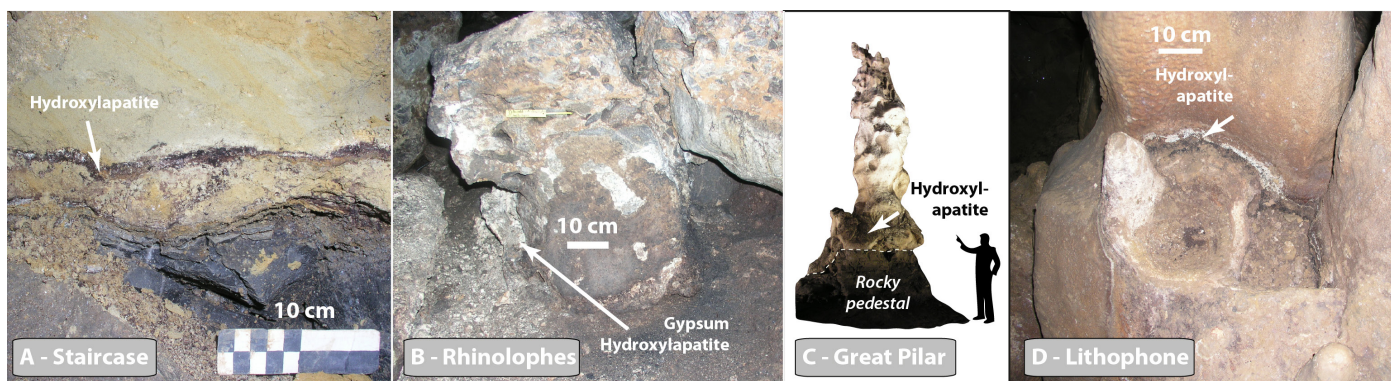 Hydroxylapatite
10 cm
A - Staircase
10 cm
Gypsum
Hydroxylapatite
B - Rhinolophes
Hydroxyl-
apatite
Rocky
pedestal
C - Great Pilar
10 cm
Hydroxyl-
apatite
D - Lithophone